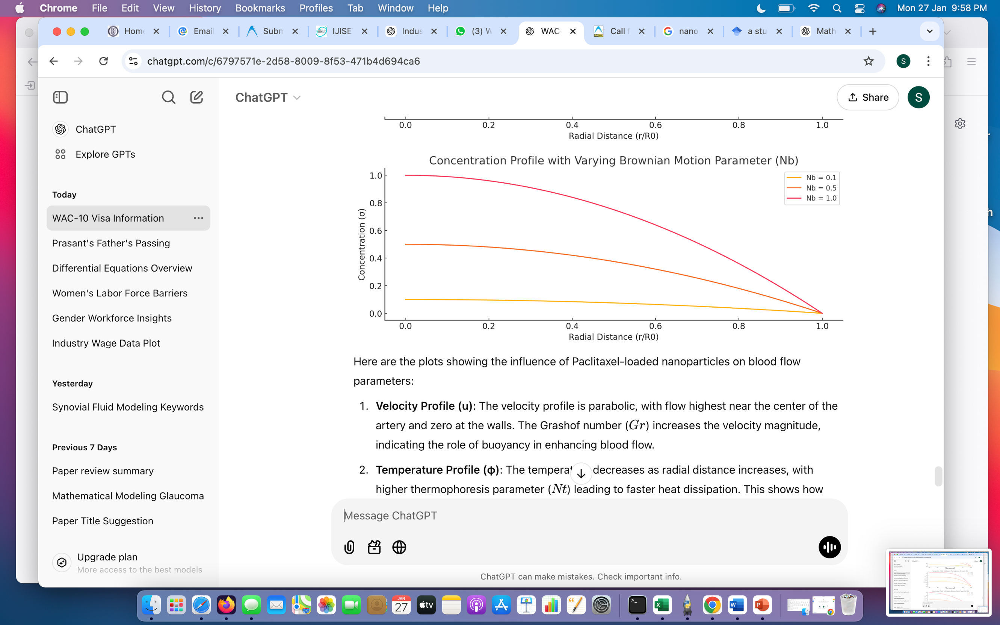 Chrome File Edit View History Bookmarks Profiles Tab Window Help Mon 27 Jan 9:58 PM
Hom Email Subm IJISE Indus (3) W WAC Call f nano a stu Math
chatgpt.com/c/6797571e-2d58-8009-8f53-471b4d694ca6 S
ChatGPT Share S
ChatGPT
Explore GPTs
Today
WAC-10 Visa Information
Prasant's Father's Passing
Differential Equations Overview
Women's Labor Force Barriers
Gender Workforce Insights
Industry Wage Data Plot
Yesterday
Synovial Fluid Modeling Keywords
Previous 7 Days
Paper review summary
Mathematical Modeling Glaucoma
Paper Title Suggestion
Upgrade plan
More access to the best models
0.0 0.2 0.4 0.6 0.8 1.0
Radial Distance (r/R0)
Concentration Profile with Varying Brownian Motion Parameter (Nb)
Nb = 0.1
Nb = 0.5
Nb = 1.0
Concentration (σ)
1.0
0.8
0.6
0.4
0.2
0.0
0.0 0.2 0.4 0.6 0.8 1.0
Radial Distance (r/R0)
Here are the plots showing the influence of Paclitaxel-loaded nanoparticles on blood flow
parameters:
1. Velocity Profile (u): The velocity profile is parabolic, with flow highest near the center of the
artery and zero at the walls. The Grashof number (Gr) increases the velocity magnitude,
indicating the role of buoyancy in enhancing blood flow.
2. Temperature Profile (ϕ): The temperat decreases as radial distance increases, with
higher thermophoresis parameter (Nt) leading to faster heat dissipation. This shows how
Message ChatGPT
ChatGPT can make mistakes. Check important info.
JAN
27
tv